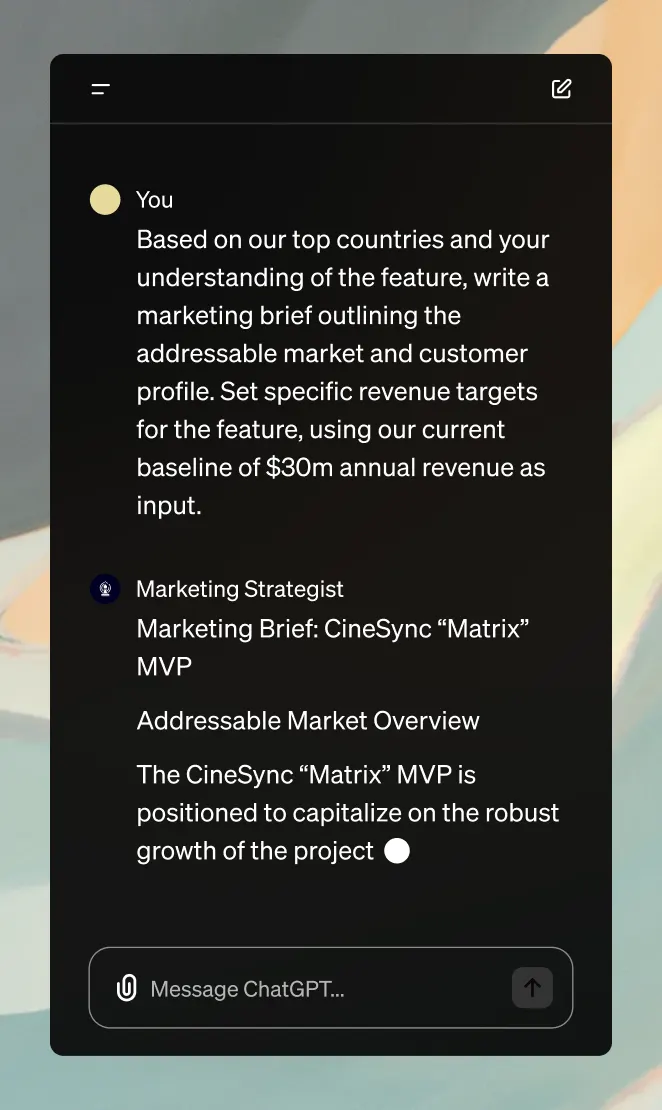 You
Based on our top countries and your
understanding of the feature, write a
marketing brief outlining the
addressable market and customer
profile. Set specific revenue targets
for the feature, using our current
baseline of $30m annual revenue as
input.
Marketing Strategist
Marketing Brief: CineSync “Matrix”
MVP
Addressable Market Overview
The CineSync “Matrix” MVP is
positioned to capitalize on the robust
growth of the project
Message ChatGPT...